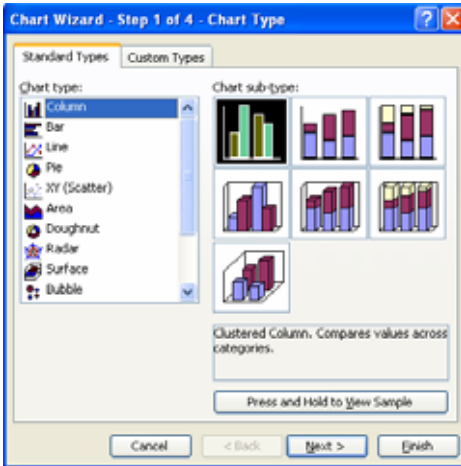 Chart Wizard - Step 1 of 4 - Chart Type
Standard Types
Custom Types
Chart type:
Column
Bar
Line
Pie
XY (Scatter)
Area
Doughnut
Radar
Surface
Bubble
Chart sub-type:
Clustered Column. Compares values across
categories.
Press and Hold to View Sample
Cancel
< Back
Next >
Finish